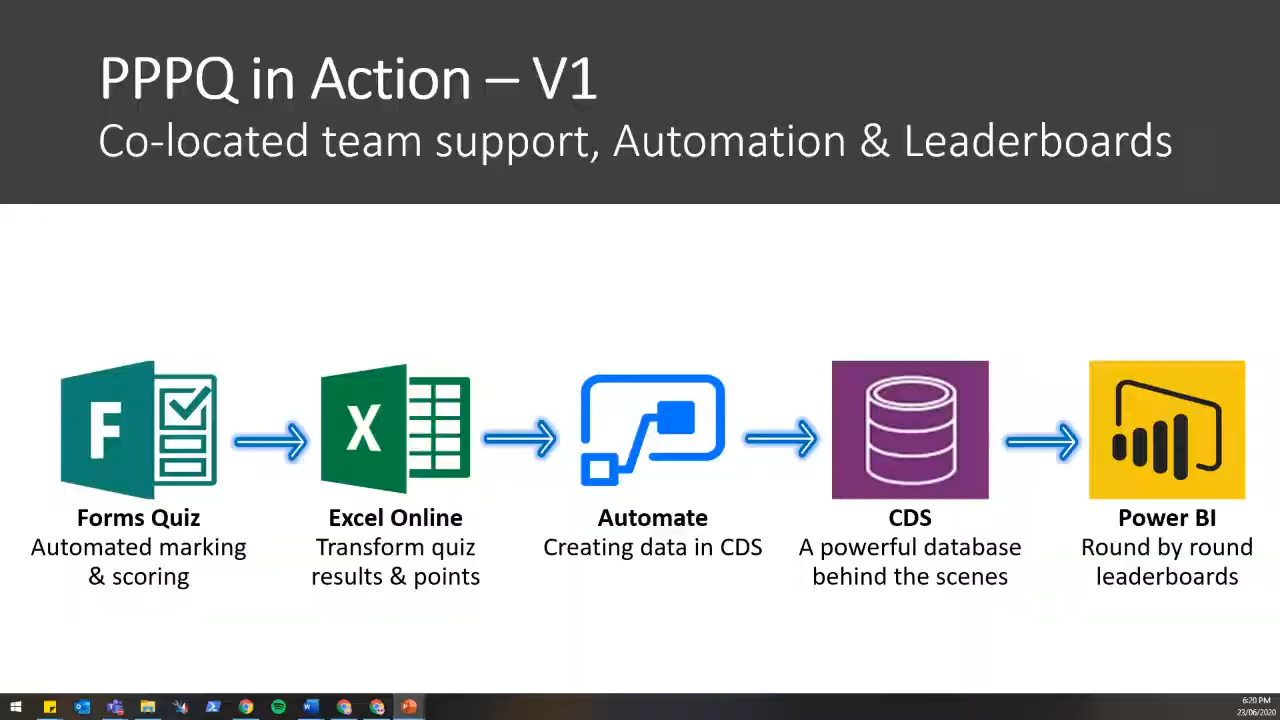 PPPQ in Action – V1
Co-located team support, Automation & Leaderboards
F
X
Forms Quiz
Automated marking
& scoring
Excel Online
Transform quiz
results & points
Automate
Creating data in CDS
CDS
A powerful database
behind the scenes
Power BI
Round by round
leaderboards
6:20 PM
23/06/2020